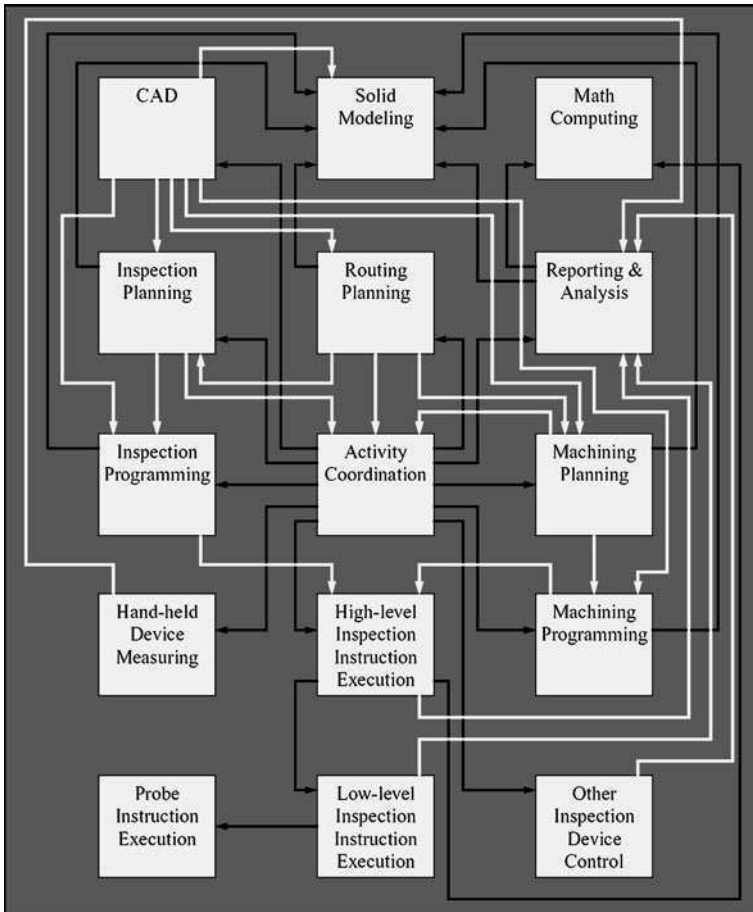 CAD
Solid
Modeling
Math
Computing
Inspection
Planning
Routing
Planning
Reporting &
Analysis
Inspection
Programming
Activity
Coordination
Machining
Planning
Hand-held
Device
Measuring
High-level
Inspection
Instruction
Execution
Machining
Programming
Probe
Instruction
Execution
Low-level
Inspection
Instruction
Execution
Other
Inspection
Device
Control